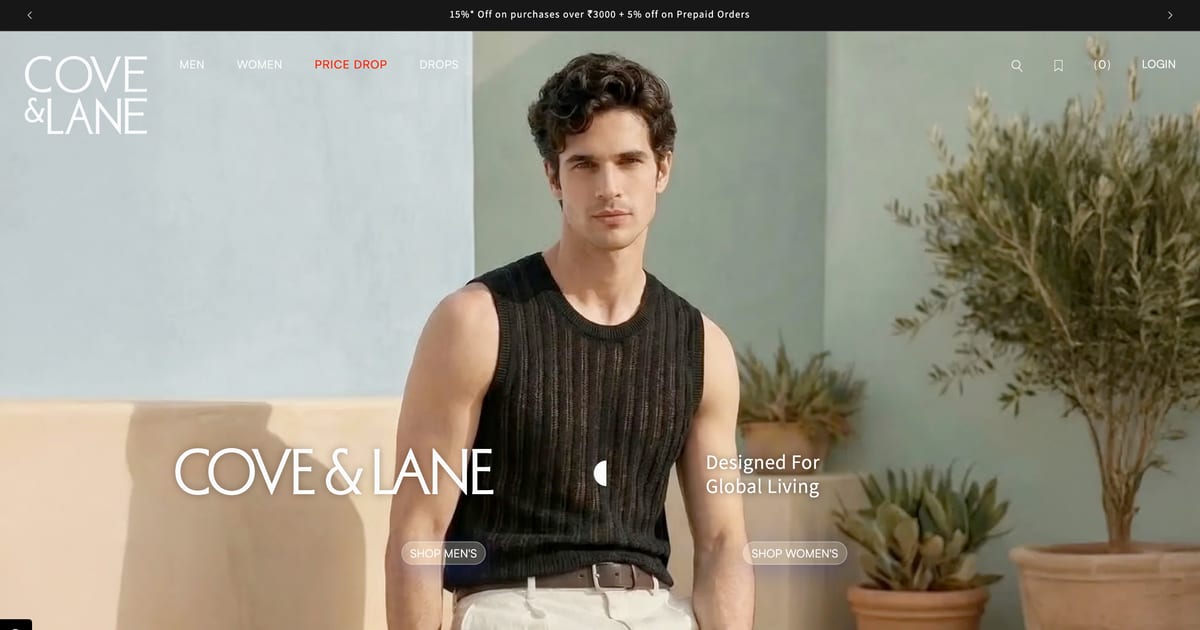 15%* Off on purchases over ₹3000 + 5% off on Prepaid Orders
COVE
&LANE
MEN WOMEN PRICE DROP DROPS (0) LOGIN
COVE & LANE
Designed For
Global Living
SHOP MEN'S SHOP WOMEN'S